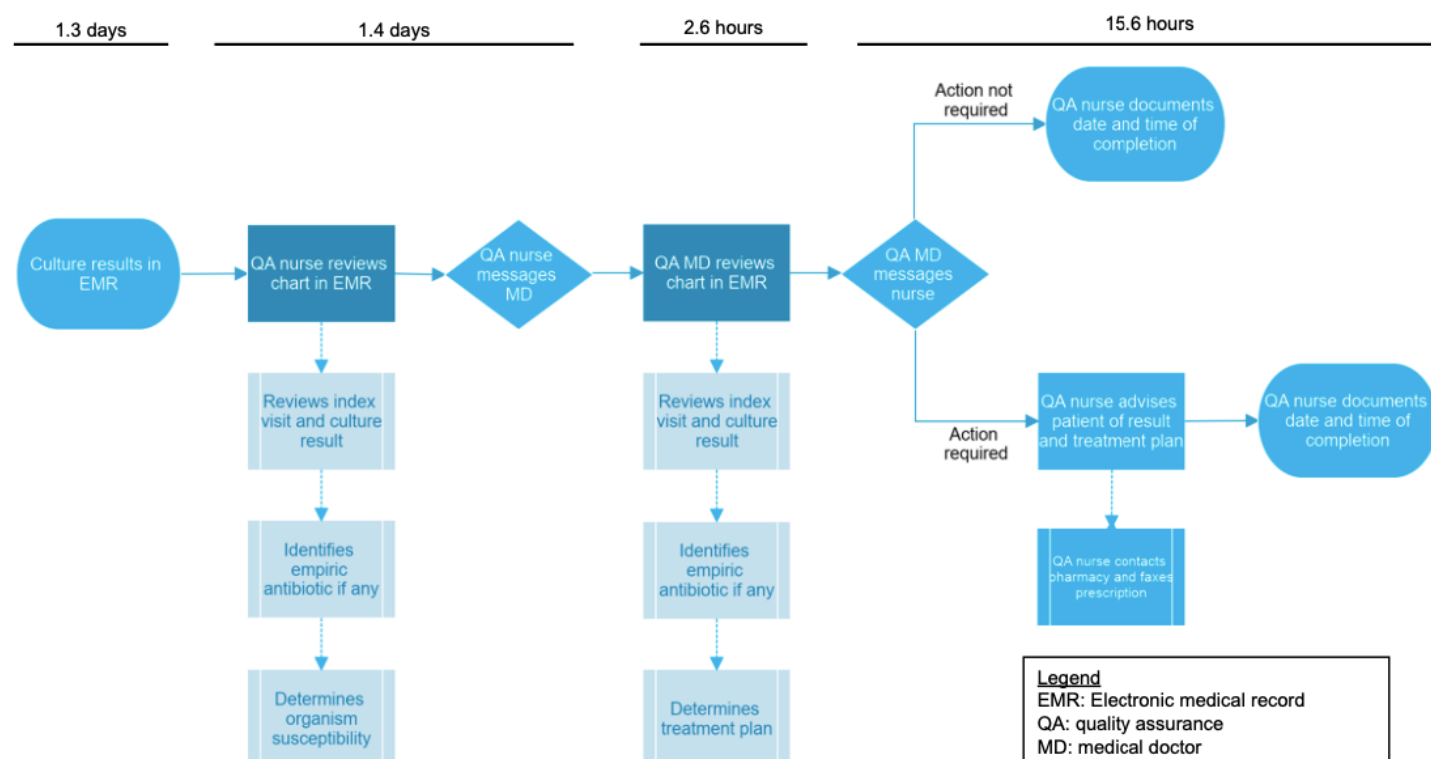 1.3 days
1.4 days
2.6 hours
15.6 hours
Action not
required
QA nurse documents
date and time of
completion
Culture results in
EMR
QA nurse reviews
chart in EMR
QA nurse
messages
MD
QA MD reviews
chart in EMR
QA MD
messages
nurse
Reviews index
visit and culture
result
Reviews index
visit and culture
result
Action
required
QA nurse advises
patient of result
and treatment plan
QA nurse documents
date and time of
completion
Identifies
empiric
antibiotic if any
Identifies
empiric
antibiotic if any
QA nurse contacts
pharmacy and faxes
prescription
Determines
organism
susceptibility
Determines
treatment plan
Legend
EMR: Electronic medical record
QA: quality assurance
MD: medical doctor